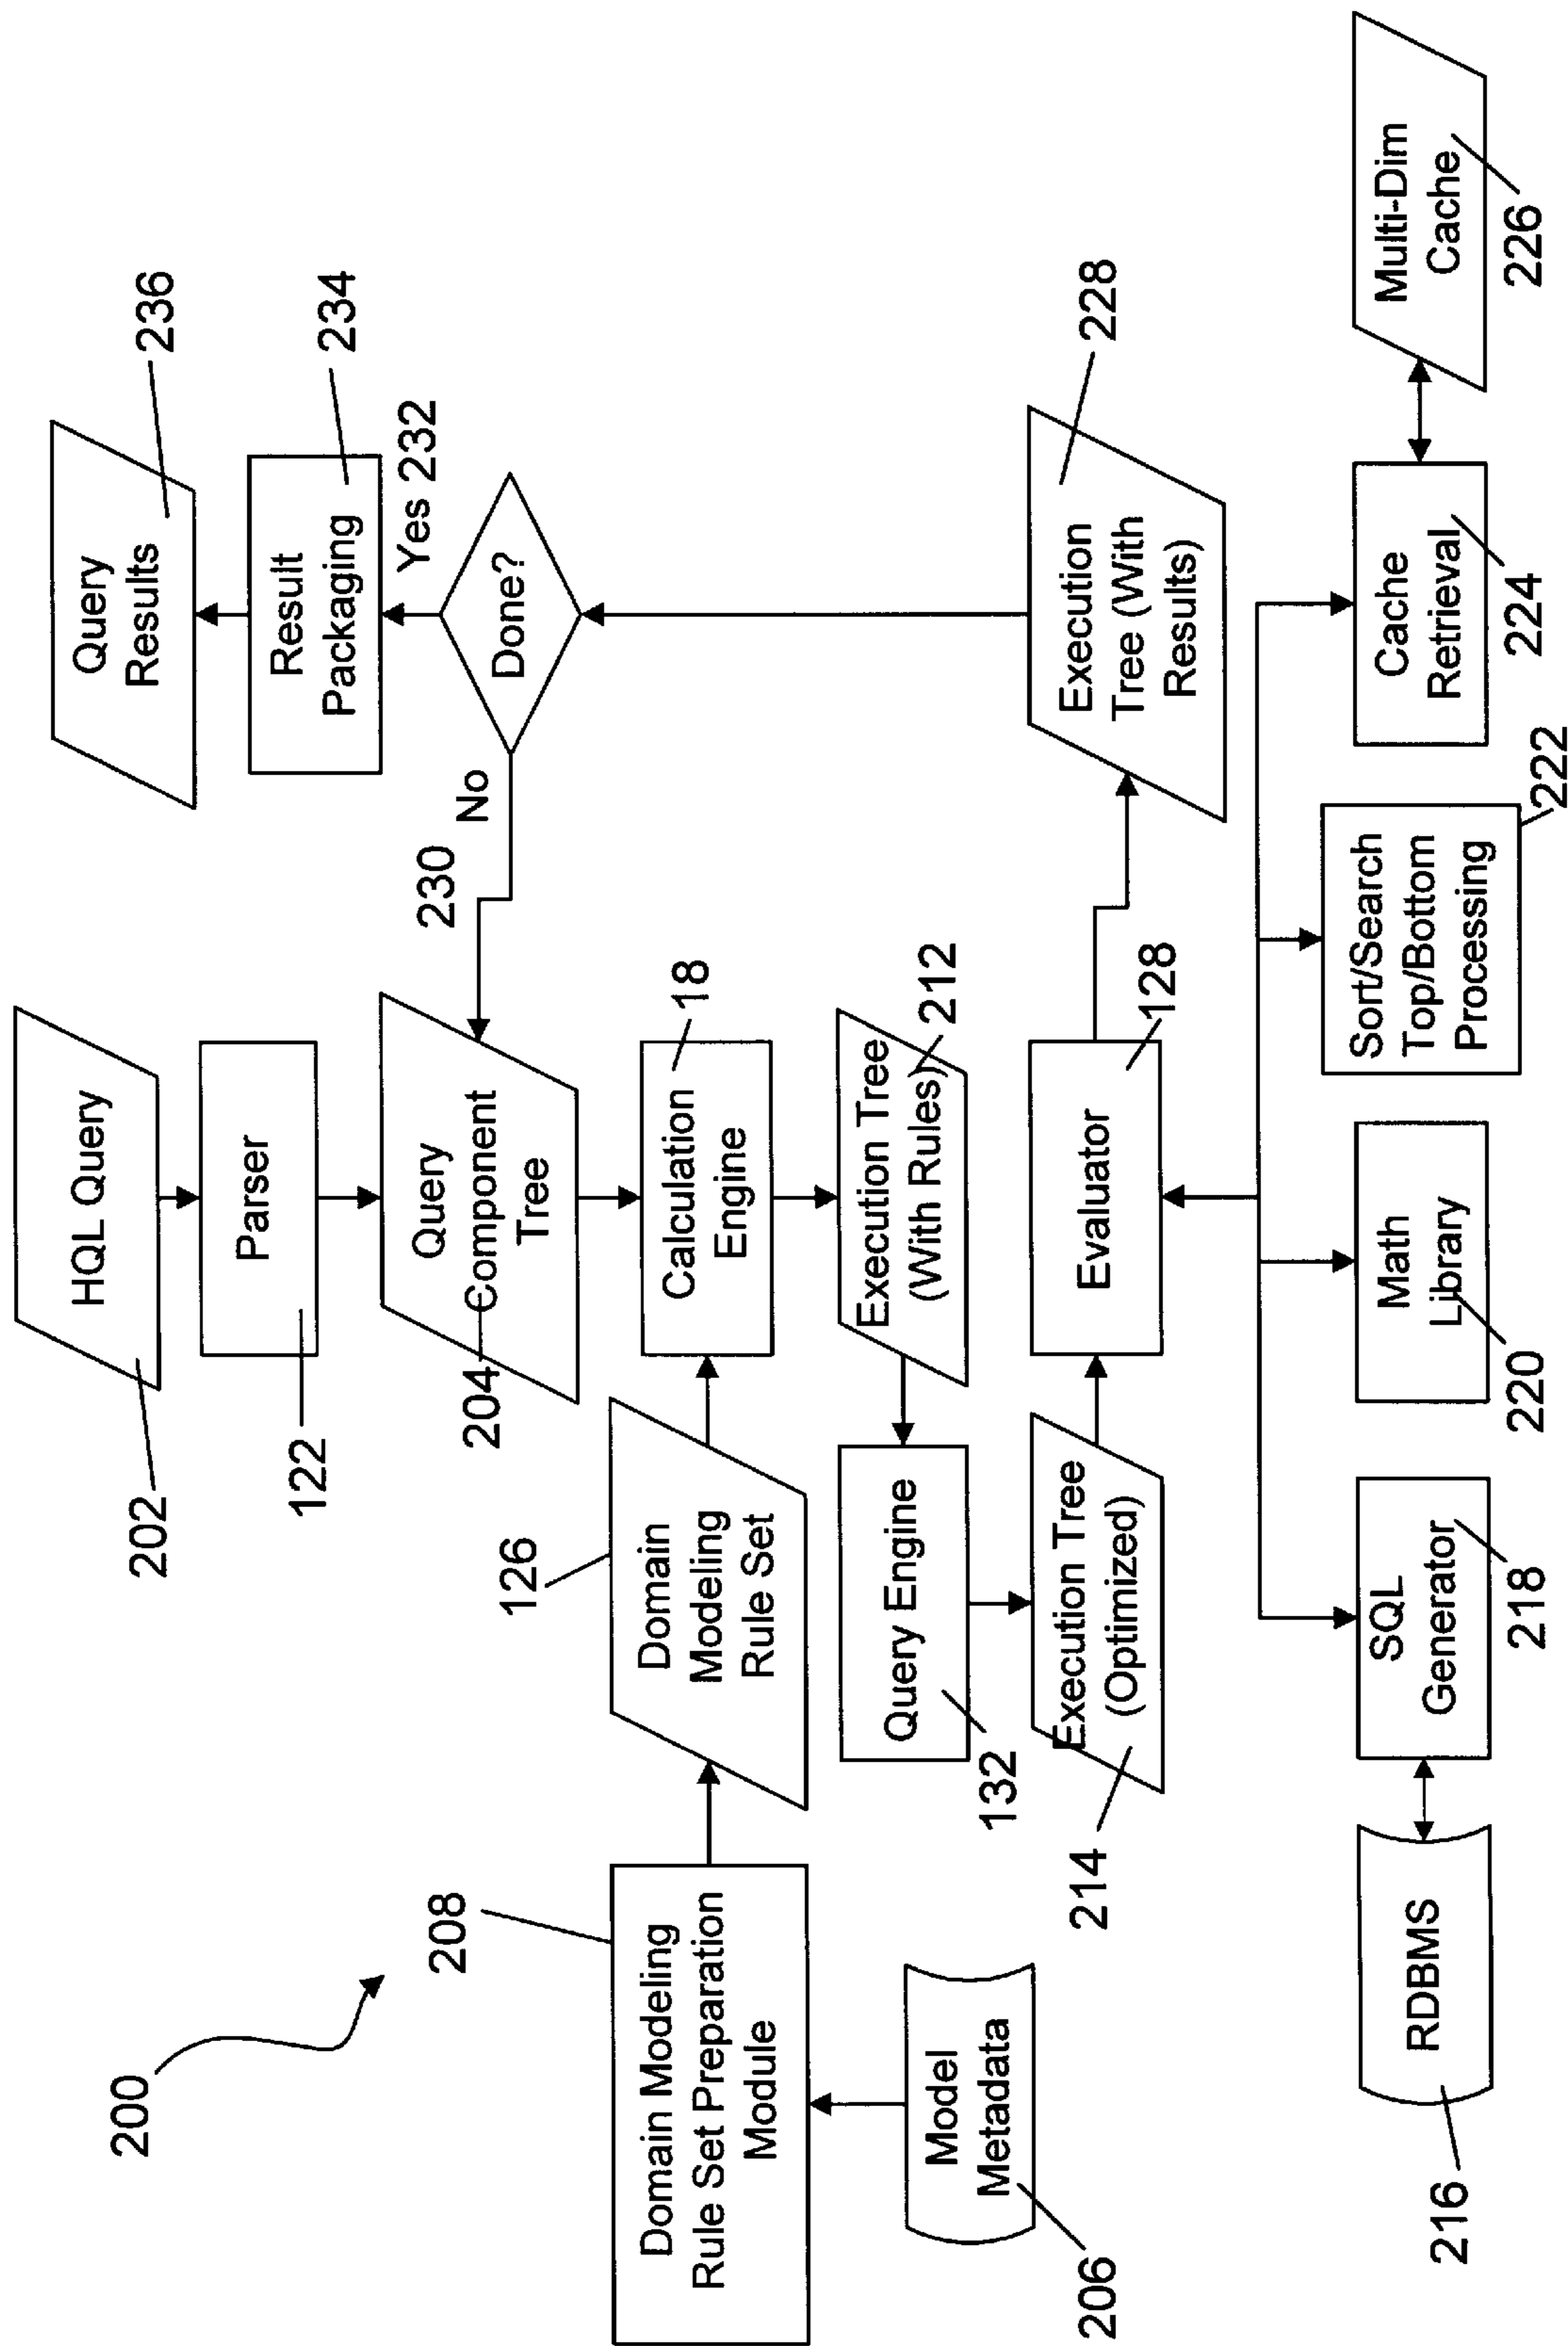 200
HQL Query
202
Parser
122
Query
Component
Tree
204
230
No
Done?
Yes 232
Result
Packaging
234
Query
Results
236
Domain Modeling
Rule Set Preparation
Module
208
Model
Metadata
206
Domain
Modeling
Rule Set
126
Calculation
Engine
18
Execution Tree
(With Rules)
212
Query Engine
132
Execution Tree
(Optimized)
214
Evaluator
128
Execution
Tree (With
Results)
228
RDBMS
216
SQL
Generator
218
Math
Library
220
Sort/Search
Top/Bottom
Processing
222
Cache
Retrieval
224
Multi-Dim
Cache
226